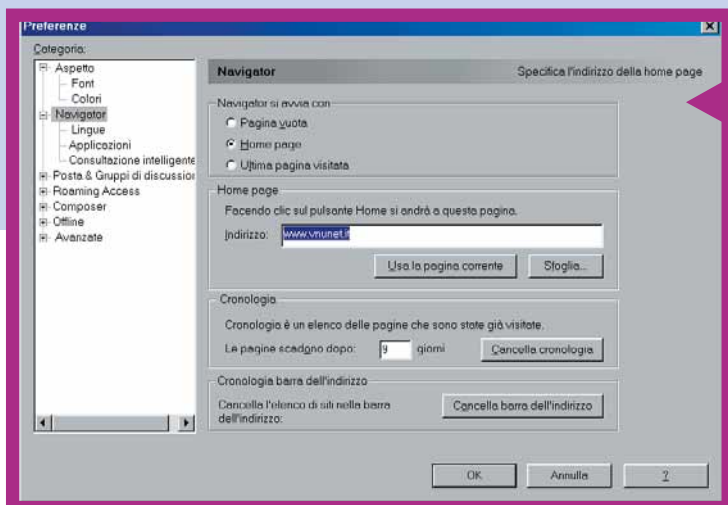 Preferenze
Categoria:
Aspetto
Font
Colori
Navigator
Lingue
Applicazioni
Consultazione intelligente
Posta & Gruppi di discussion
Roaming Access
Composer
Offline
Avanzate
Navigator Specifica l'indirizzo della home page
Navigator si avvia con
Pagina vuota
Home page
Ultima pagina visitata
Home page
Facendo clic sul pulsante Home si andrà a questa pagina.
Indirizzo: www.vnunet.it
Usa la pagina corrente Sfoglia...
Cronologia
Cronologia è un elenco delle pagine che sono state già visitate.
Le pagine scadono dopo: 9 giorni Cancella cronologia
Cronologia barra dell'indirizzo
Cancella l'elenco di siti nella barra
dell'indirizzo:
Cancella barra dell'indirizzo
OK Annulla ?